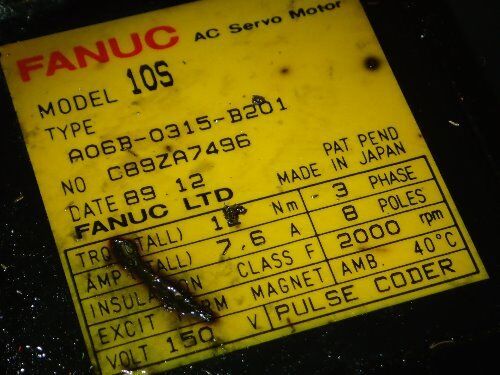 FANUC AC Servo Motor
MODEL 10S
TYPE
A06B-0315-B201
NO C89ZA7496
DATE 89 12
FANUC LTD
PAT PEND
MADE IN JAPAN
Nm 3 PHASE
7.6 A 8 POLES
CLASS F 2000 rpm
EXCIT MAGNET AMB. 40°C
VOLT 150 V PULSE CODER